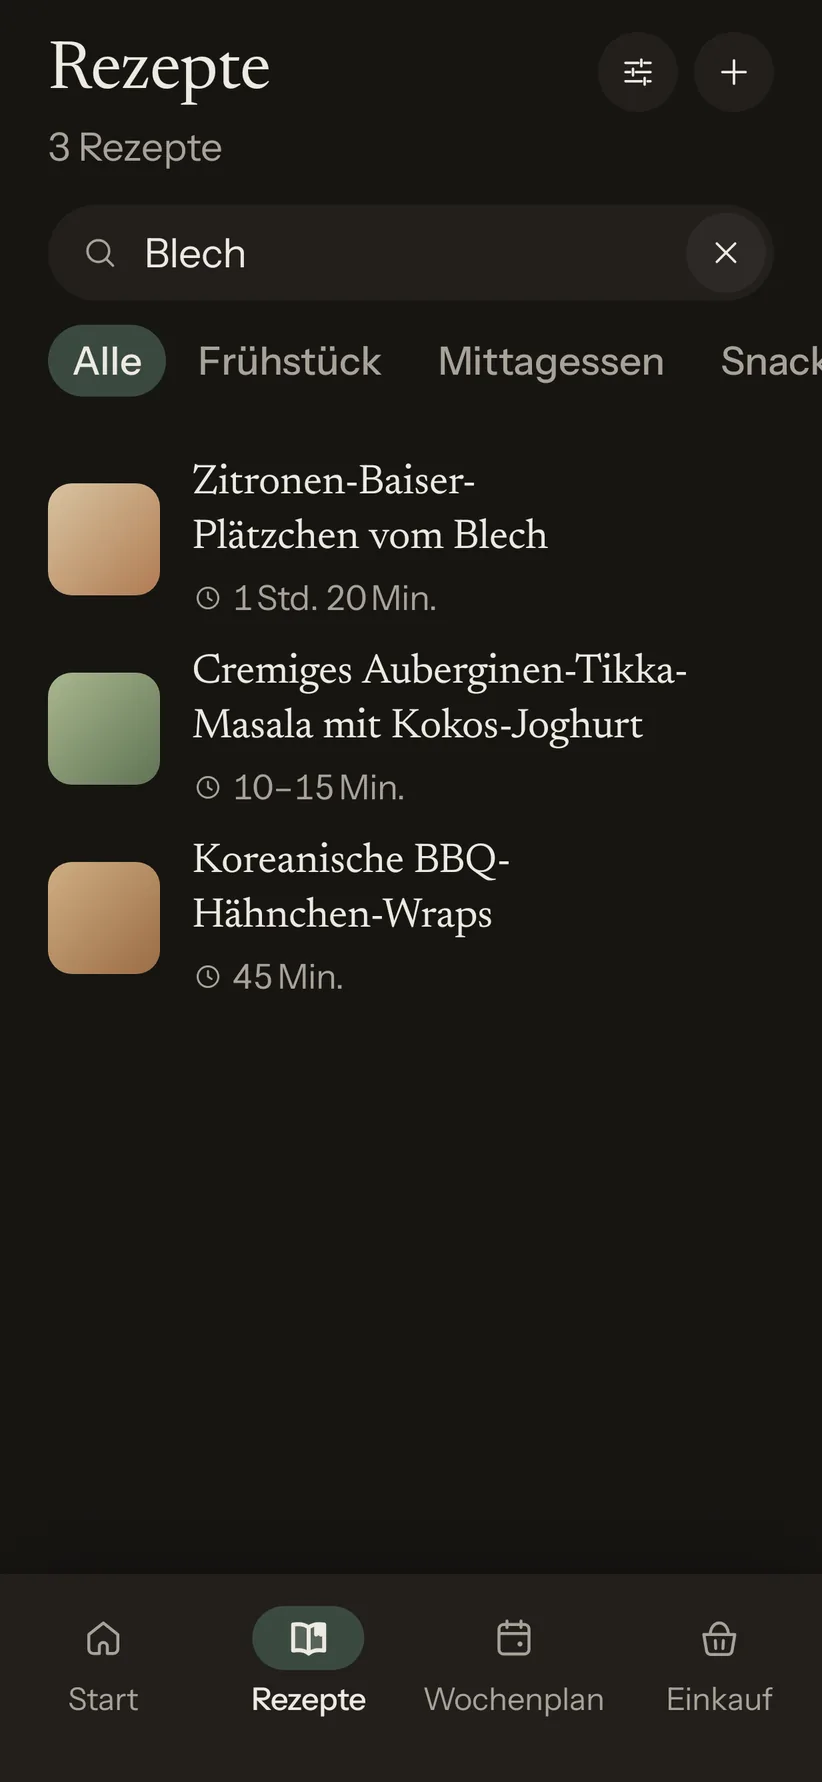 Rezepte
3 Rezepte
Blech
Alle Frühstück Mittagessen Snack
Zitronen-Baiser-
Plätzchen vom Blech
1 Std. 20 Min.
Cremiges Auberginen-Tikka-
Masala mit Kokos-Joghurt
10–15 Min.
Koreanische BBQ-
Hähnchen-Wraps
45 Min.
Start Rezepte Wochenplan Einkauf